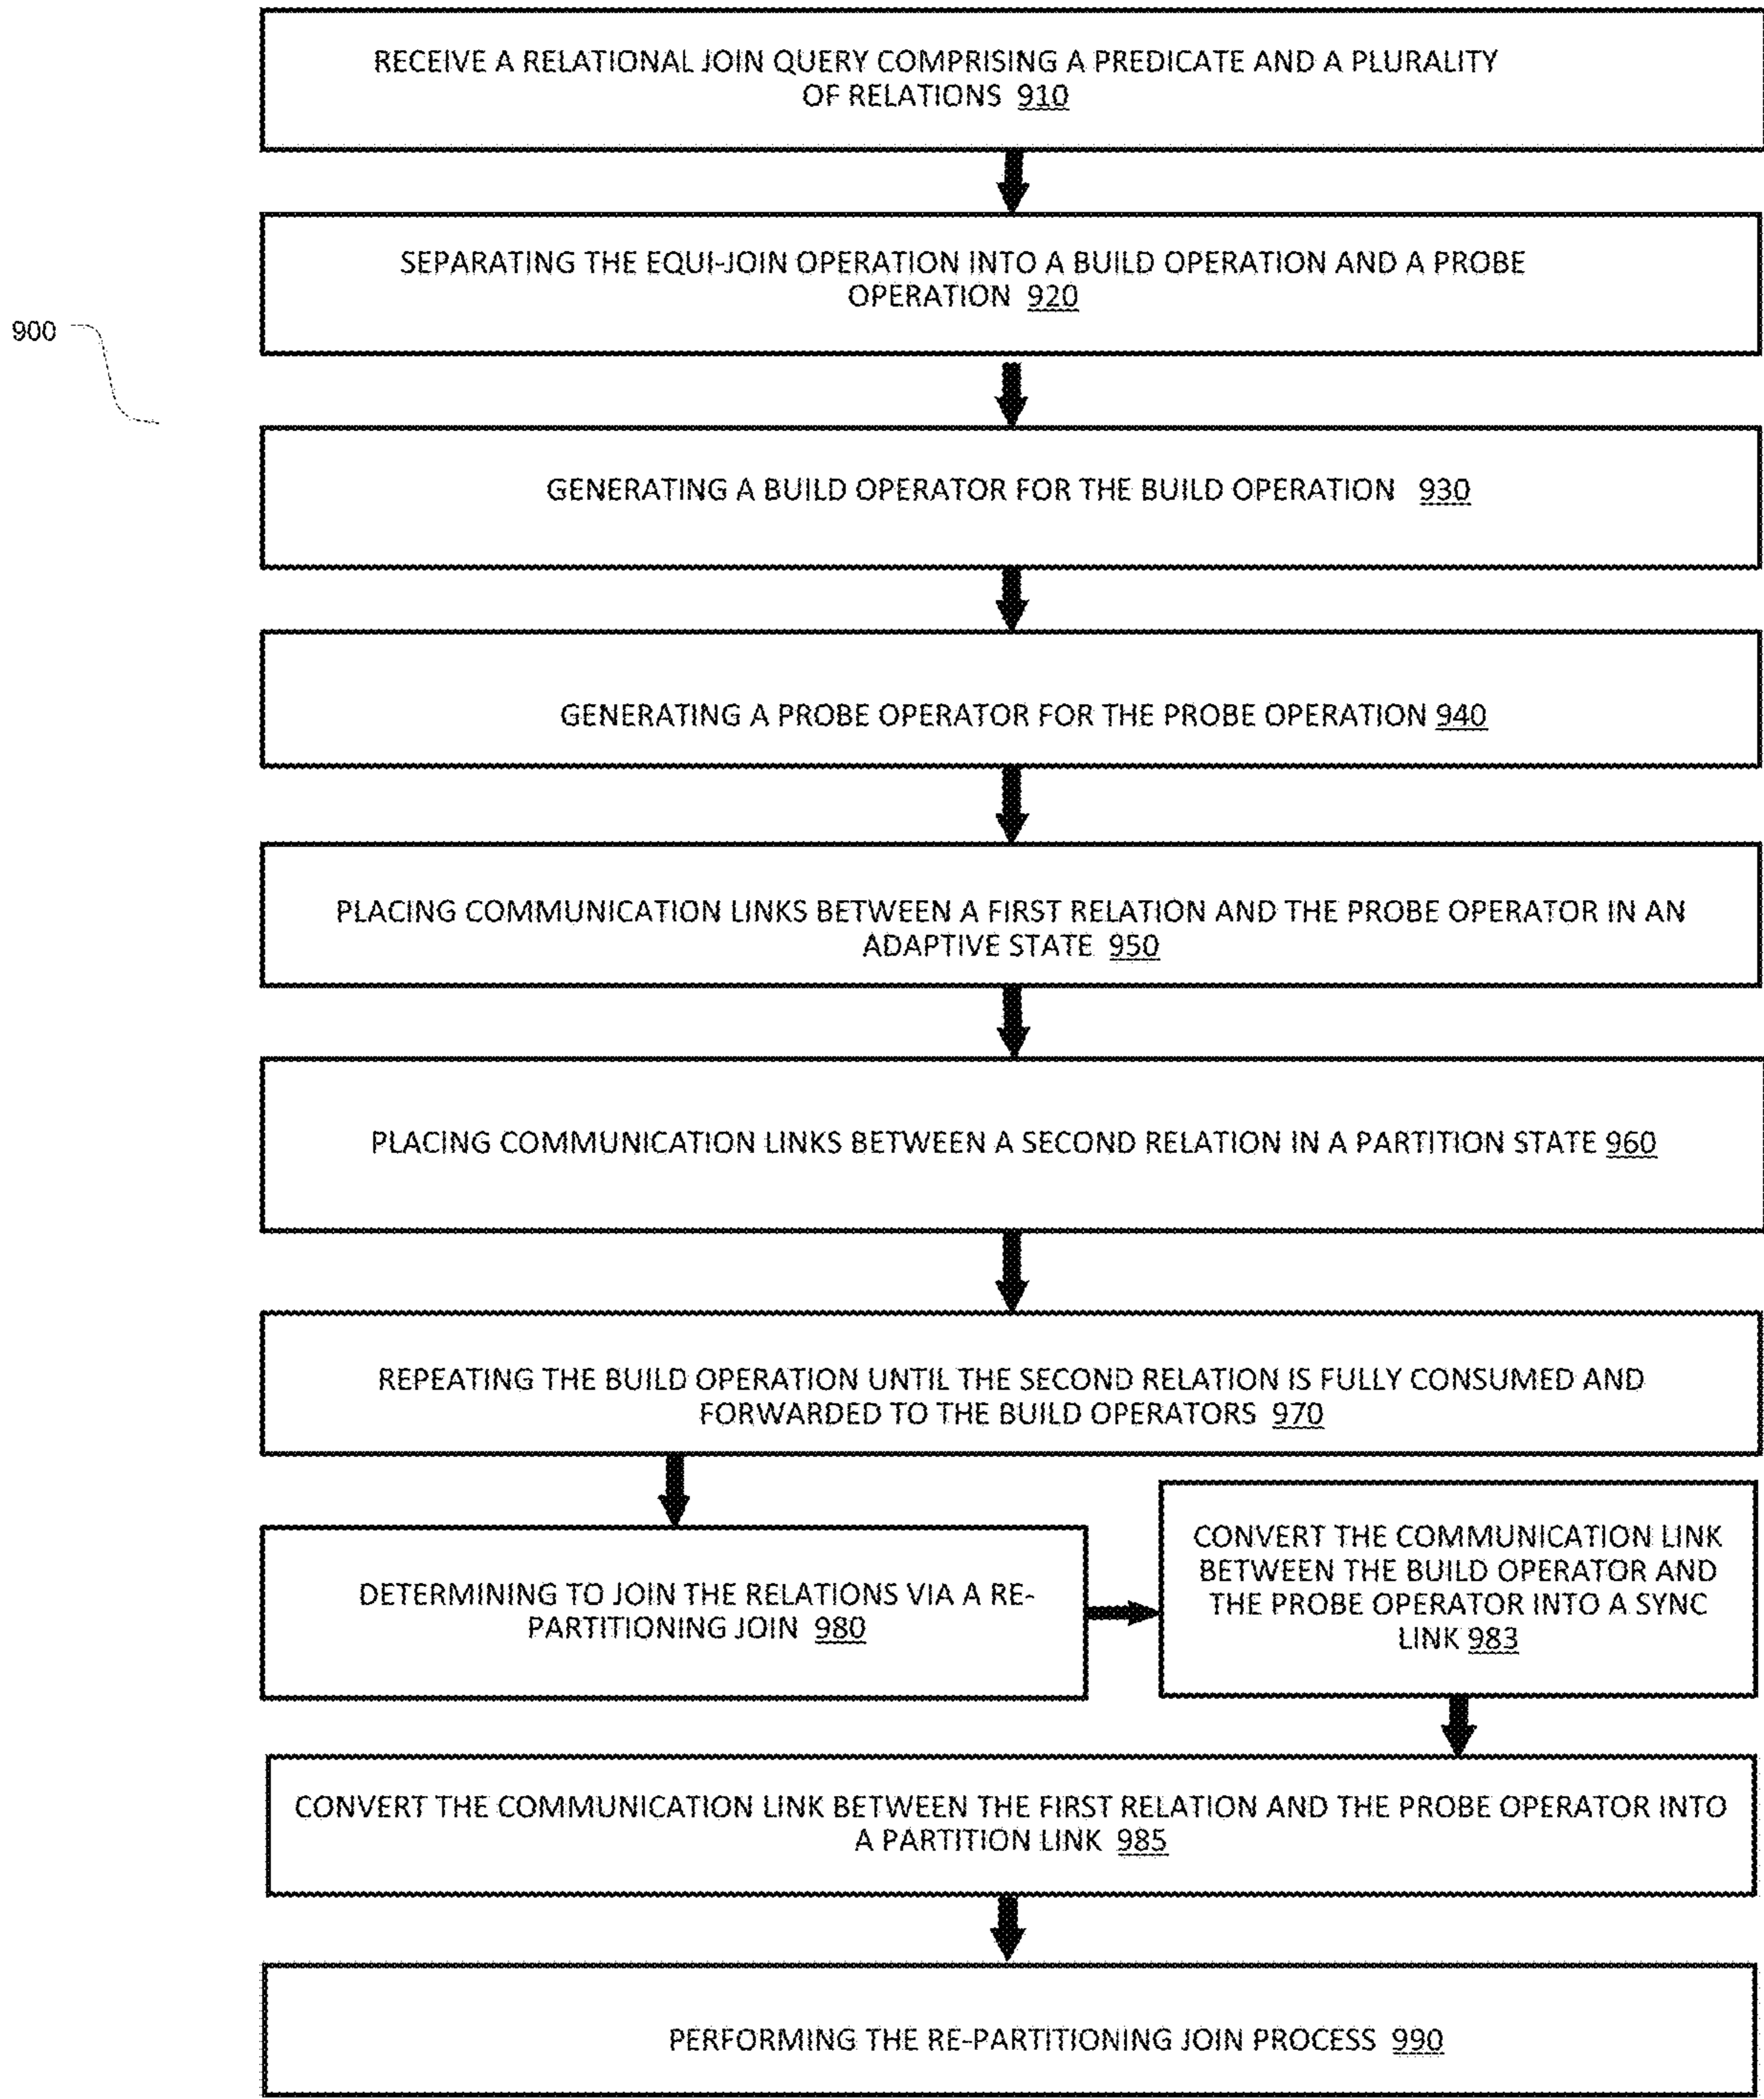 RECEIVE A RELATIONAL JOIN QUERY COMPRISING A PREDICATE AND A PLURALITY
OF RELATIONS 910
SEPARATING THE EQUI-JOIN OPERATION INTO A BUILD OPERATION AND A PROBE
OPERATION 920
900
GENERATING A BUILD OPERATOR FOR THE BUILD OPERATION 930
GENERATING A PROBE OPERATOR FOR THE PROBE OPERATION 940
PLACING COMMUNICATION LINKS BETWEEN A FIRST RELATION AND THE PROBE OPERATOR IN AN
ADAPTIVE STATE 950
PLACING COMMUNICATION LINKS BETWEEN A SECOND RELATION IN A PARTITION STATE 960
REPEATING THE BUILD OPERATION UNTIL THE SECOND RELATION IS FULLY CONSUMED AND
FORWARDED TO THE BUILD OPERATORS 970
DETERMINING TO JOIN THE RELATIONS VIA A RE-
PARTITIONING JOIN 980
CONVERT THE COMMUNICATION LINK
BETWEEN THE BUILD OPERATOR AND
THE PROBE OPERATOR INTO A SYNC
LINK 983
CONVERT THE COMMUNICATION LINK BETWEEN THE FIRST RELATION AND THE PROBE OPERATOR INTO
A PARTITION LINK 985
PERFORMING THE RE-PARTITIONING JOIN PROCESS 990